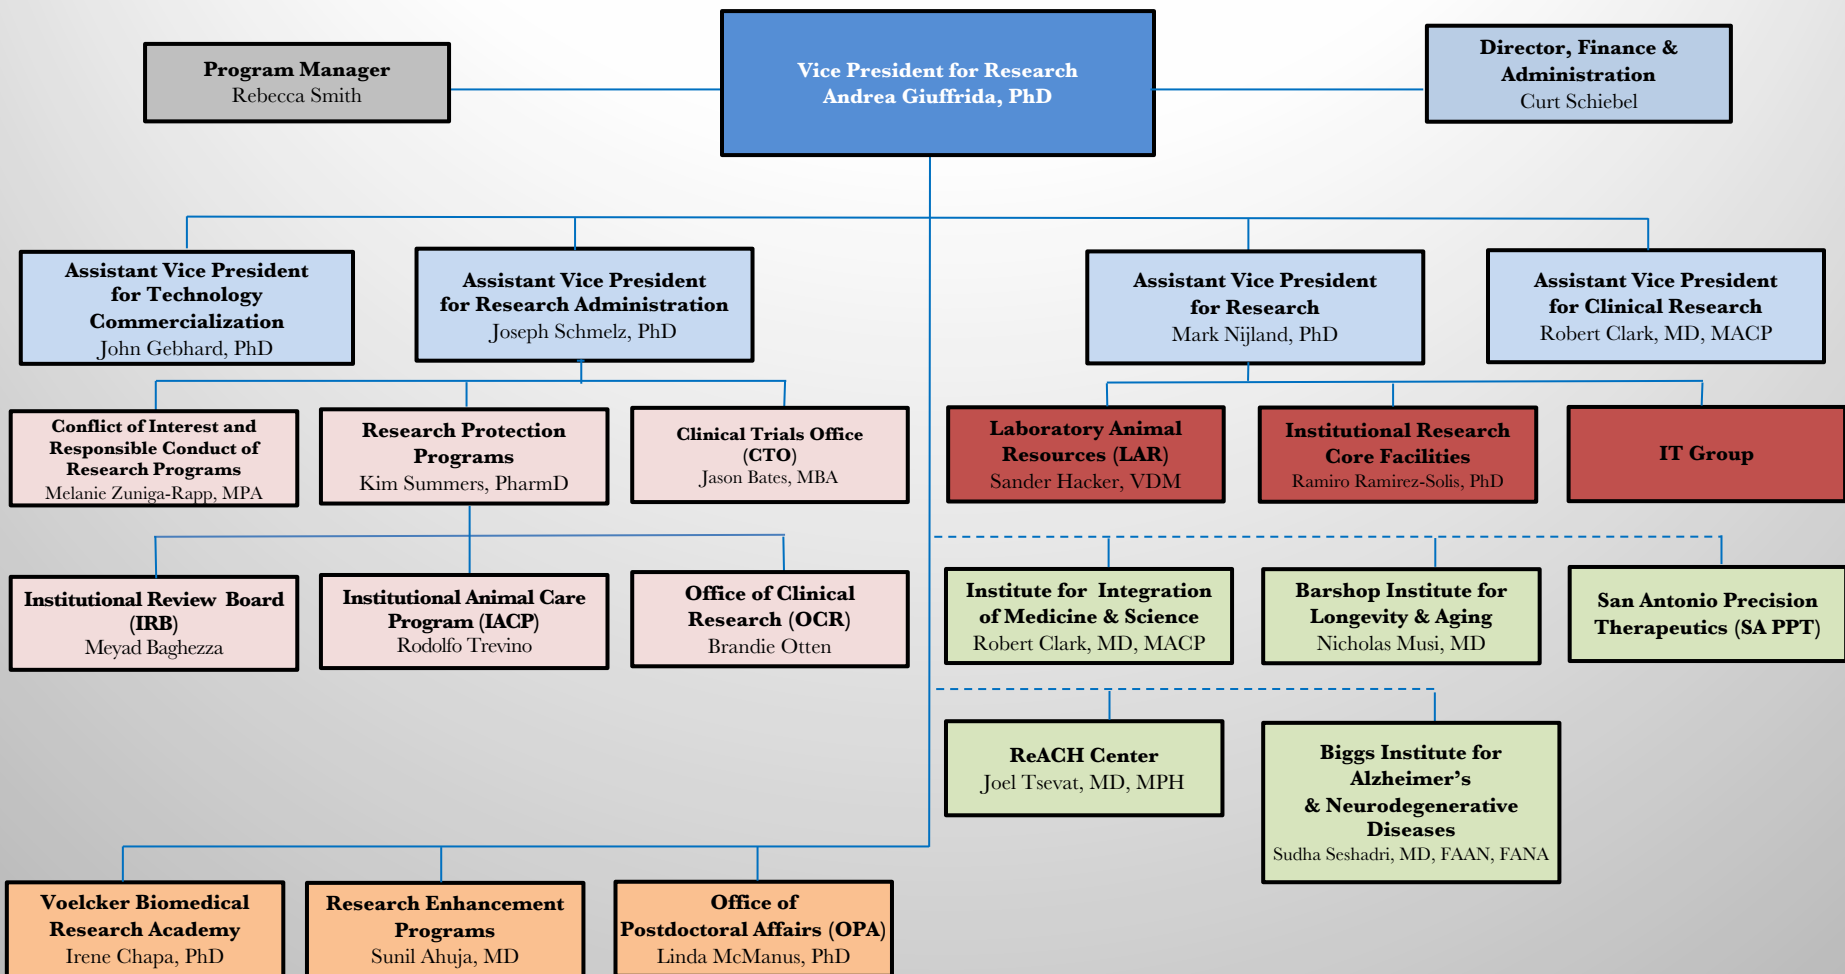 Program Manager
Rebecca Smith
Vice President for Research
Andrea Giuffrida, PhD
Director, Finance &
Administration
Curt Schiebel
Assistant Vice President
for Technology
Commercialization
John Gebhard, PhD
Assistant Vice President
for Research Administration
Joseph Schmelz, PhD
Assistant Vice President
for Research
Mark Nijland, PhD
Assistant Vice President
for Clinical Research
Robert Clark, MD, MACP
Conflict of Interest and
Responsible Conduct of
Research Programs
Melanie Zuniga-Rapp, MPA
Research Protection
Programs
Kim Summers, PharmD
Clinical Trials Office
(CTO)
Jason Bates, MBA
Laboratory Animal
Resources (LAR)
Sander Hacker, VDM
Institutional Research
Core Facilities
Ramiro Ramirez-Solis, PhD
IT Group
Institutional Review Board
(IRB)
Meyad Baghezza
Institutional Animal Care
Program (IACP)
Rodolfo Trevino
Office of Clinical
Research (OCR)
Brandie Otten
Institute for Integration
of Medicine & Science
Robert Clark, MD, MACP
Barshop Institute for
Longevity & Aging
Nicholas Musi, MD
San Antonio Precision
Therapeutics (SA PPT)
ReACH Center
Joel Tsevat, MD, MPH
Biggs Institute for
Alzheimer's
& Neurodegenerative
Diseases
Sudha Seshadri, MD, FAAN, FANA
Voelcker Biomedical
Research Academy
Irene Chapa, PhD
Research Enhancement
Programs
Sunil Ahuja, MD
Office of
Postdoctoral Affairs (OPA)
Linda McManus, PhD